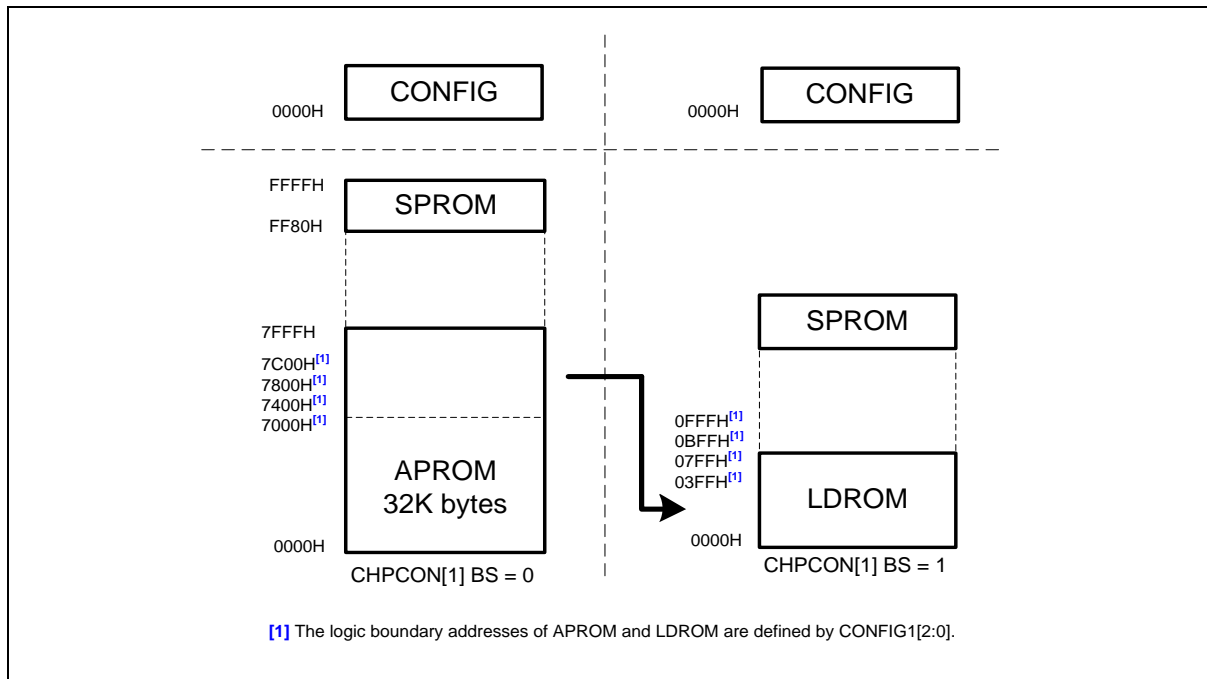 CONFIG
0000H
FFFFH
SPROM
FF80H
7FFFH
7C00H[1]
7800H[1]
7400H[1]
7000H[1]
APROM
32K bytes
0000H
CHPCON[1] BS = 0
CONFIG
0000H
SPROM
0FFFH[1]
0BFFH[1]
07FFH[1]
03FFH[1]
LDROM
0000H
CHPCON[1] BS = 1
[1] The logic boundary addresses of APROM and LDROM are defined by CONFIG1[2:0].